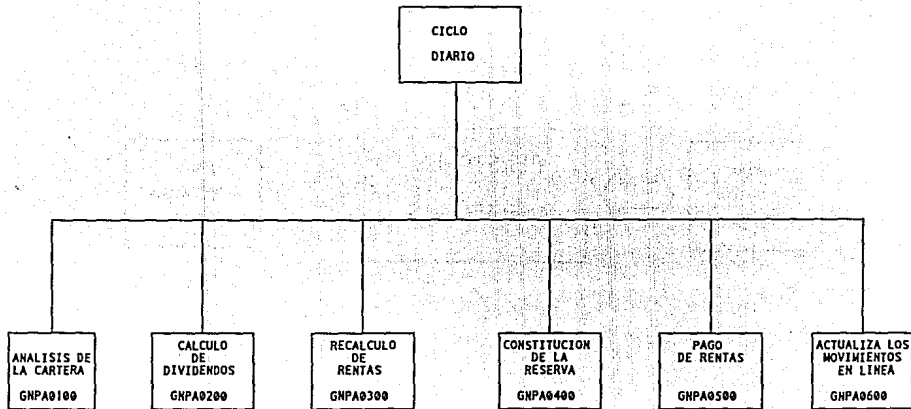 CICLO
DIARIO
ANALISIS DE
LA CARTERA
GNPA0100
CALCULO
DE
DIVIDENDOS
GNPA0200
RECALCULO
DE
RENTAS
GNPA0300
CONSTITUCION
DE LA
RESERVA
GNPA0400
PAGO
DE RENTAS
GNPA0500
ACTUALIZA LOS
MOVIMIENTOS
EN LINEA
GNPA0600